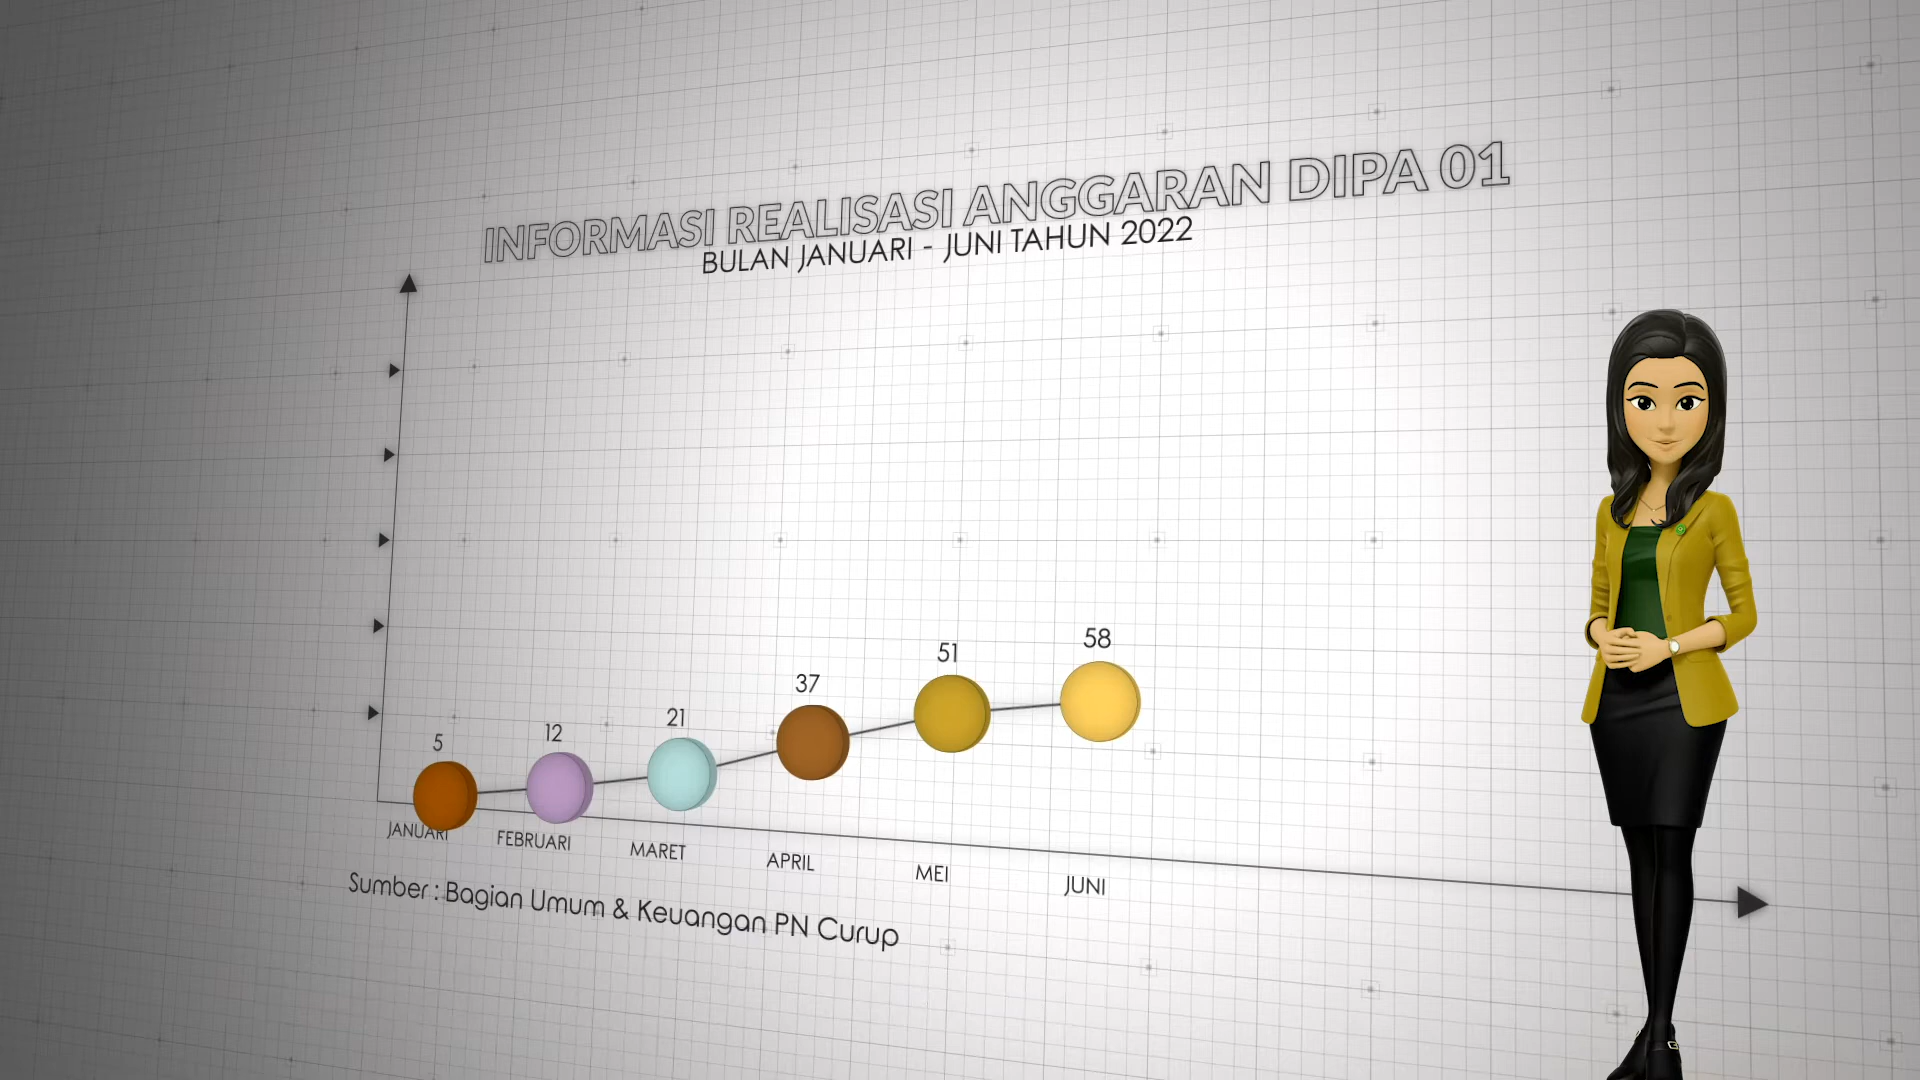 INFORMASI REALISASI ANGGARAN DIPA 01
BULAN JANUARI - JUNI TAHUN 2022
5
12
21
37
51
58
JANUARI
FEBRUARI
MARET
APRIL
MEI
JUNI
Sumber : Bagian Umum & Keuangan PN Curup